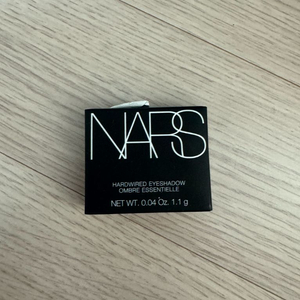 NARS
HARDWIRED EYESHADOW
OMBRE ESSENTIELLE
NET WT. 0.04 Oz. 1.1 g